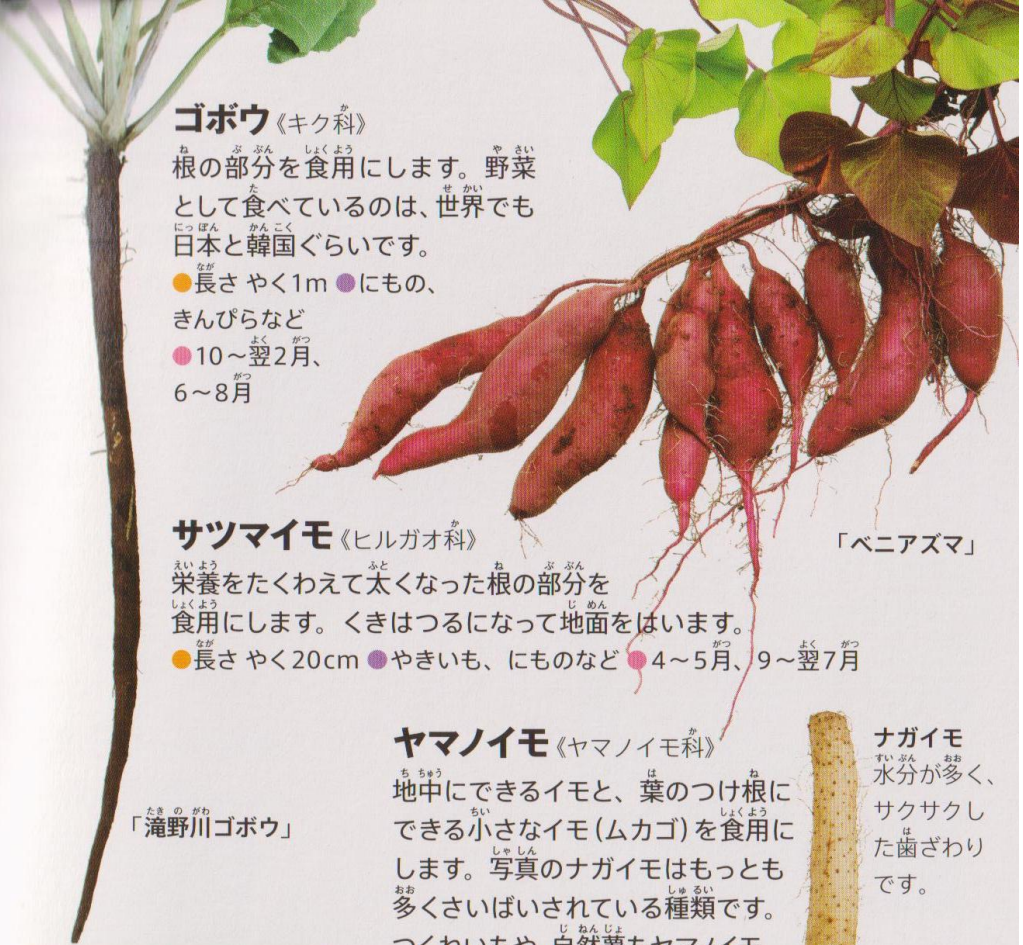 ゴボウ《キク科》
根の部分を食用にします。野菜
として食べているのは、世界でも
日本と韓国ぐらいです。
●長さ やく1m ●にもの、
きんぴらなど
●10～翌2月、
6～8月
「滝野川ゴボウ」
サツマイモ《ヒルガオ科》
栄養をたくわえて太くなった根の部分を
食用にします。くきはつるになって地面をはいます。
●長さ やく20cm ●やきいも、にものなど ●4～5月、9～翌7月
「ベニアズマ」
ヤマノイモ《ヤマノイモ科》
地中にできるイモと、葉のつけ根に
できる小さなイモ(ムカゴ)を食用に
します。写真のナガイモはもっとも
多くさいばいされている種類です。
ナガイモ
水分が多く、
サクサクし
た歯ざわり
です。